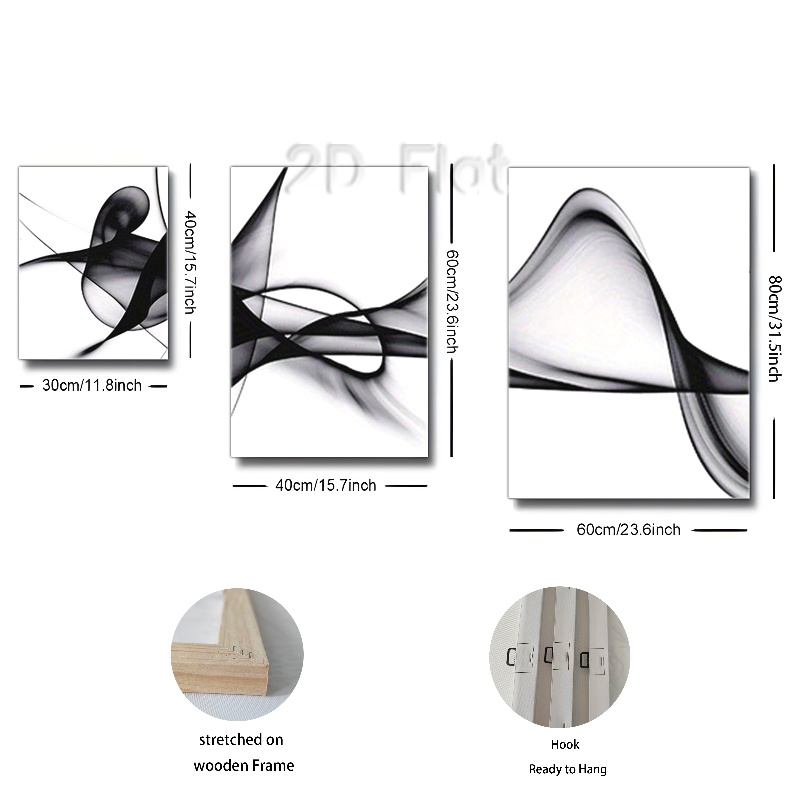 2D Flat
40cm/15.7inch
60cm/23.6inch
80cm/31.5inch
30cm/11.8inch
40cm/15.7inch
60cm/23.6inch
stretched on
wooden Frame
Hook
Ready to Hang